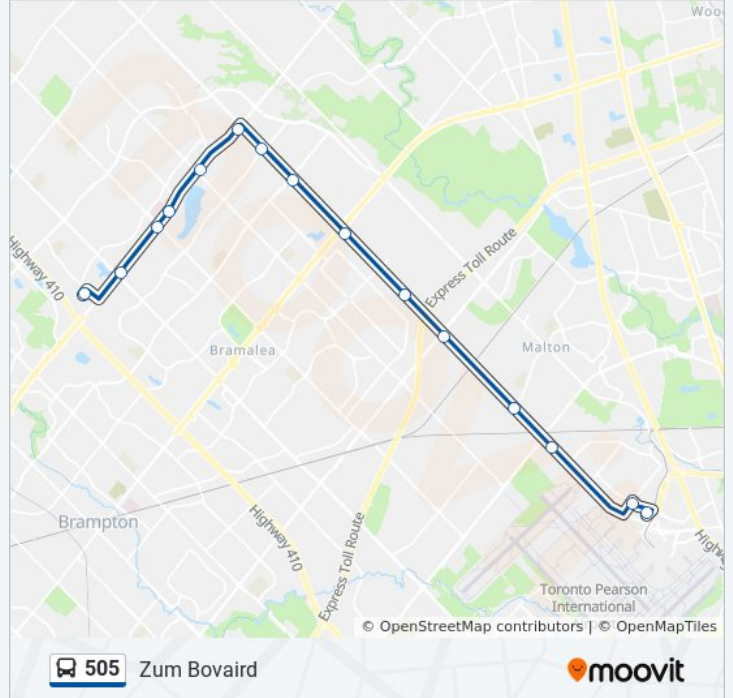 Woo
Highway 410
Express Toll Route
Bramalea
Malton
Brampton
Highway 410
Express Toll Route
Highw
Toronto Pearson
International
© OpenStreetMap contributors | © OpenMapTiles
505 Zum Bovaird
moovit